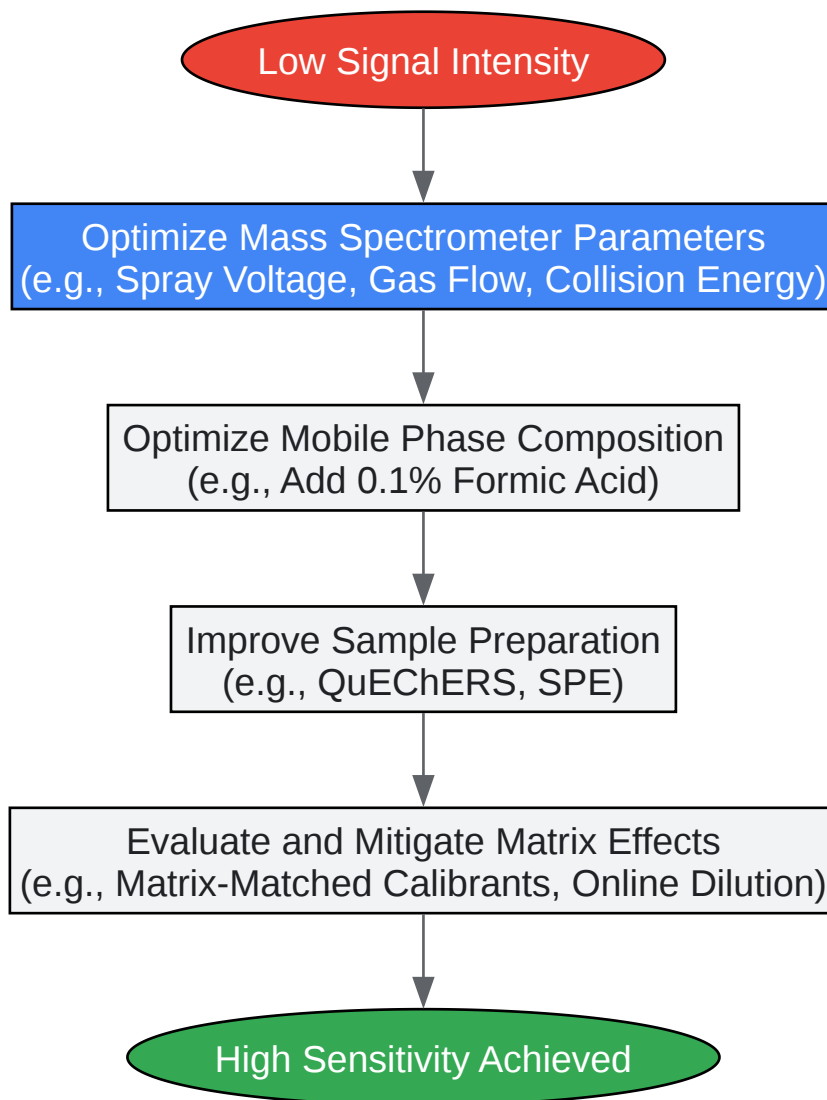 Low Signal Intensity
Optimize Mass Spectrometer Parameters
(e.g., Spray Voltage, Gas Flow, Collision Energy)
Optimize Mobile Phase Composition
(e.g., Add 0.1% Formic Acid)
Improve Sample Preparation
(e.g., QuEChERS, SPE)
Evaluate and Mitigate Matrix Effects
(e.g., Matrix-Matched Calibrants, Online Dilution)
High Sensitivity Achieved